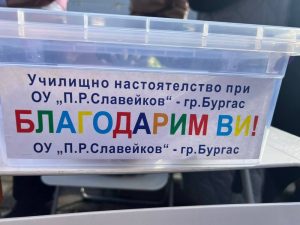 Училищно настоятелство при
ОУ „П.Р.Славейков“ - гр.Бургас
БЛАГОДАРИМ ВИ!
ОУ „П.Р.Славейков“ - гр.Бургас